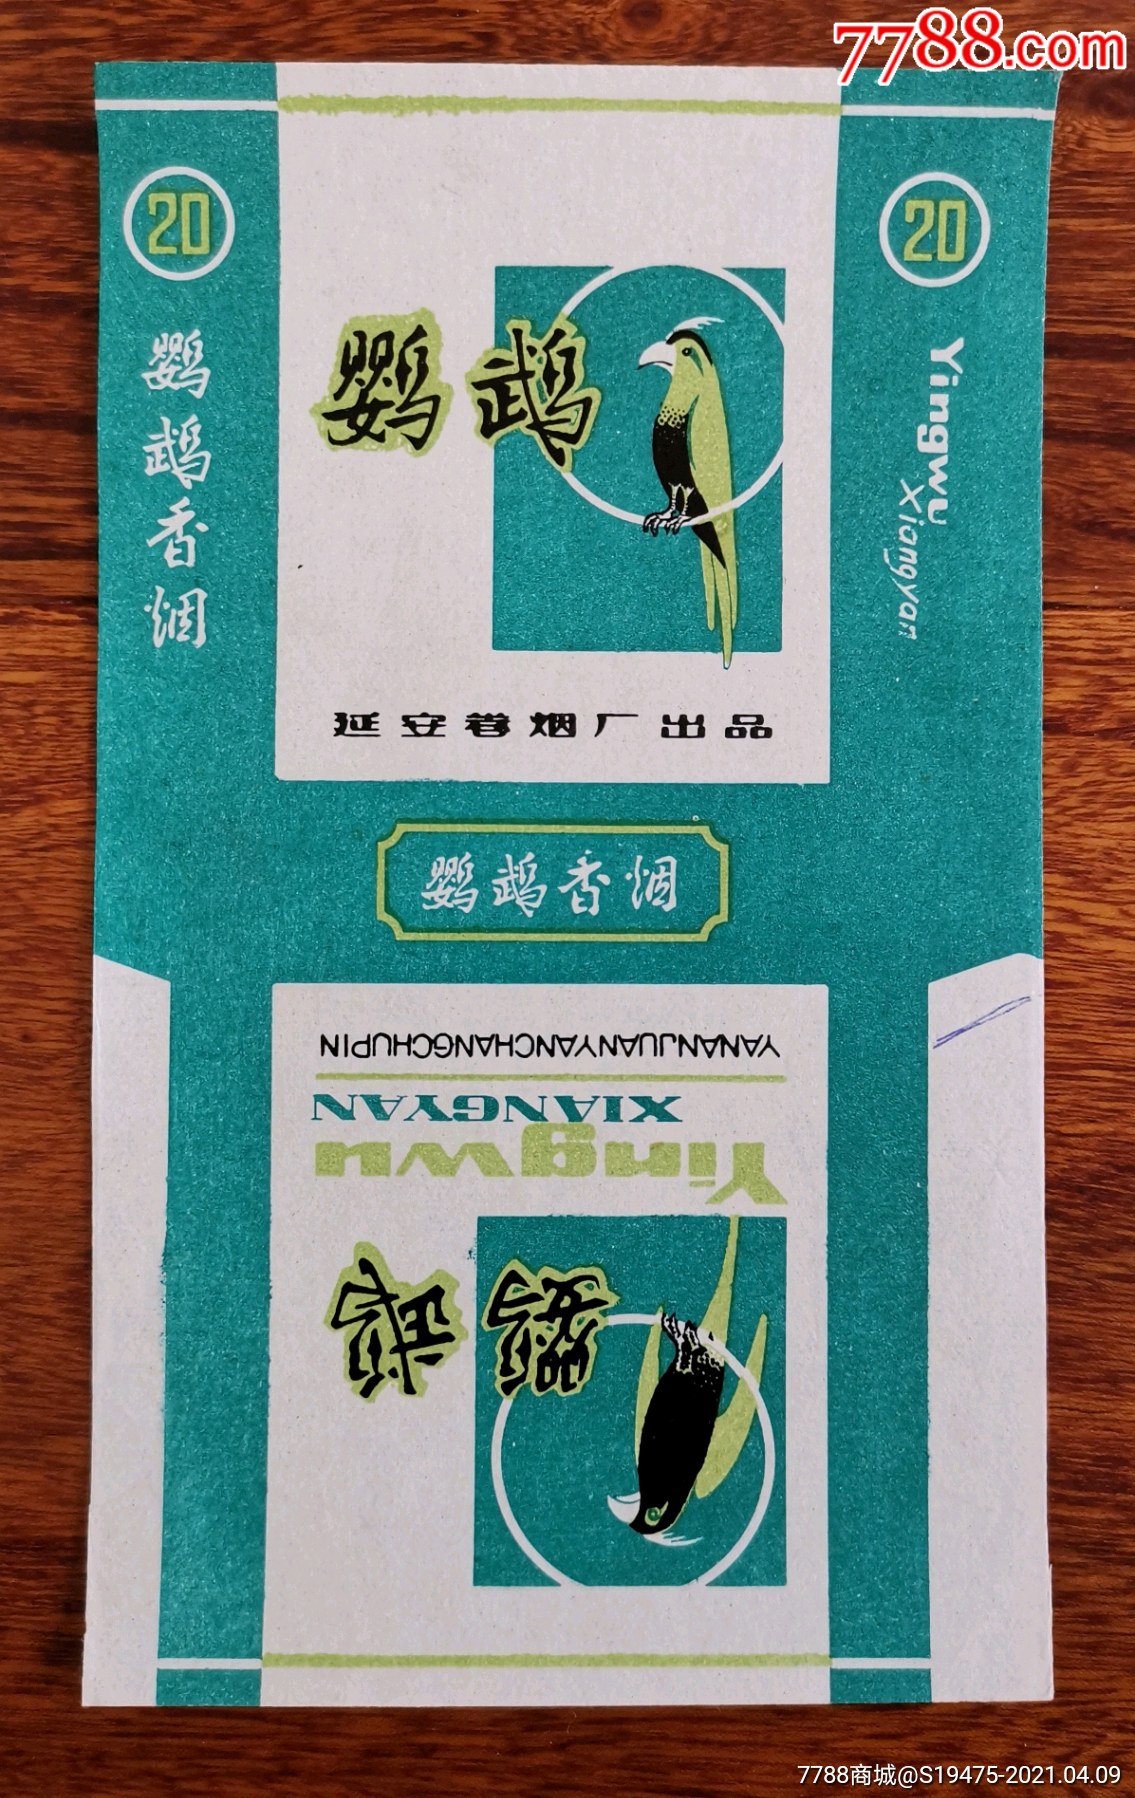 7788.com
20
20
鹦鹉香烟
鹦鹉
Yingwu
Xiangyan
延安卷烟厂出品
鹦鹉香烟
YANANJUANYANCHANGCHUPIN
XIANGYAN
Yingwu
鹦鹉
7788商城@S19475-2021.04.09